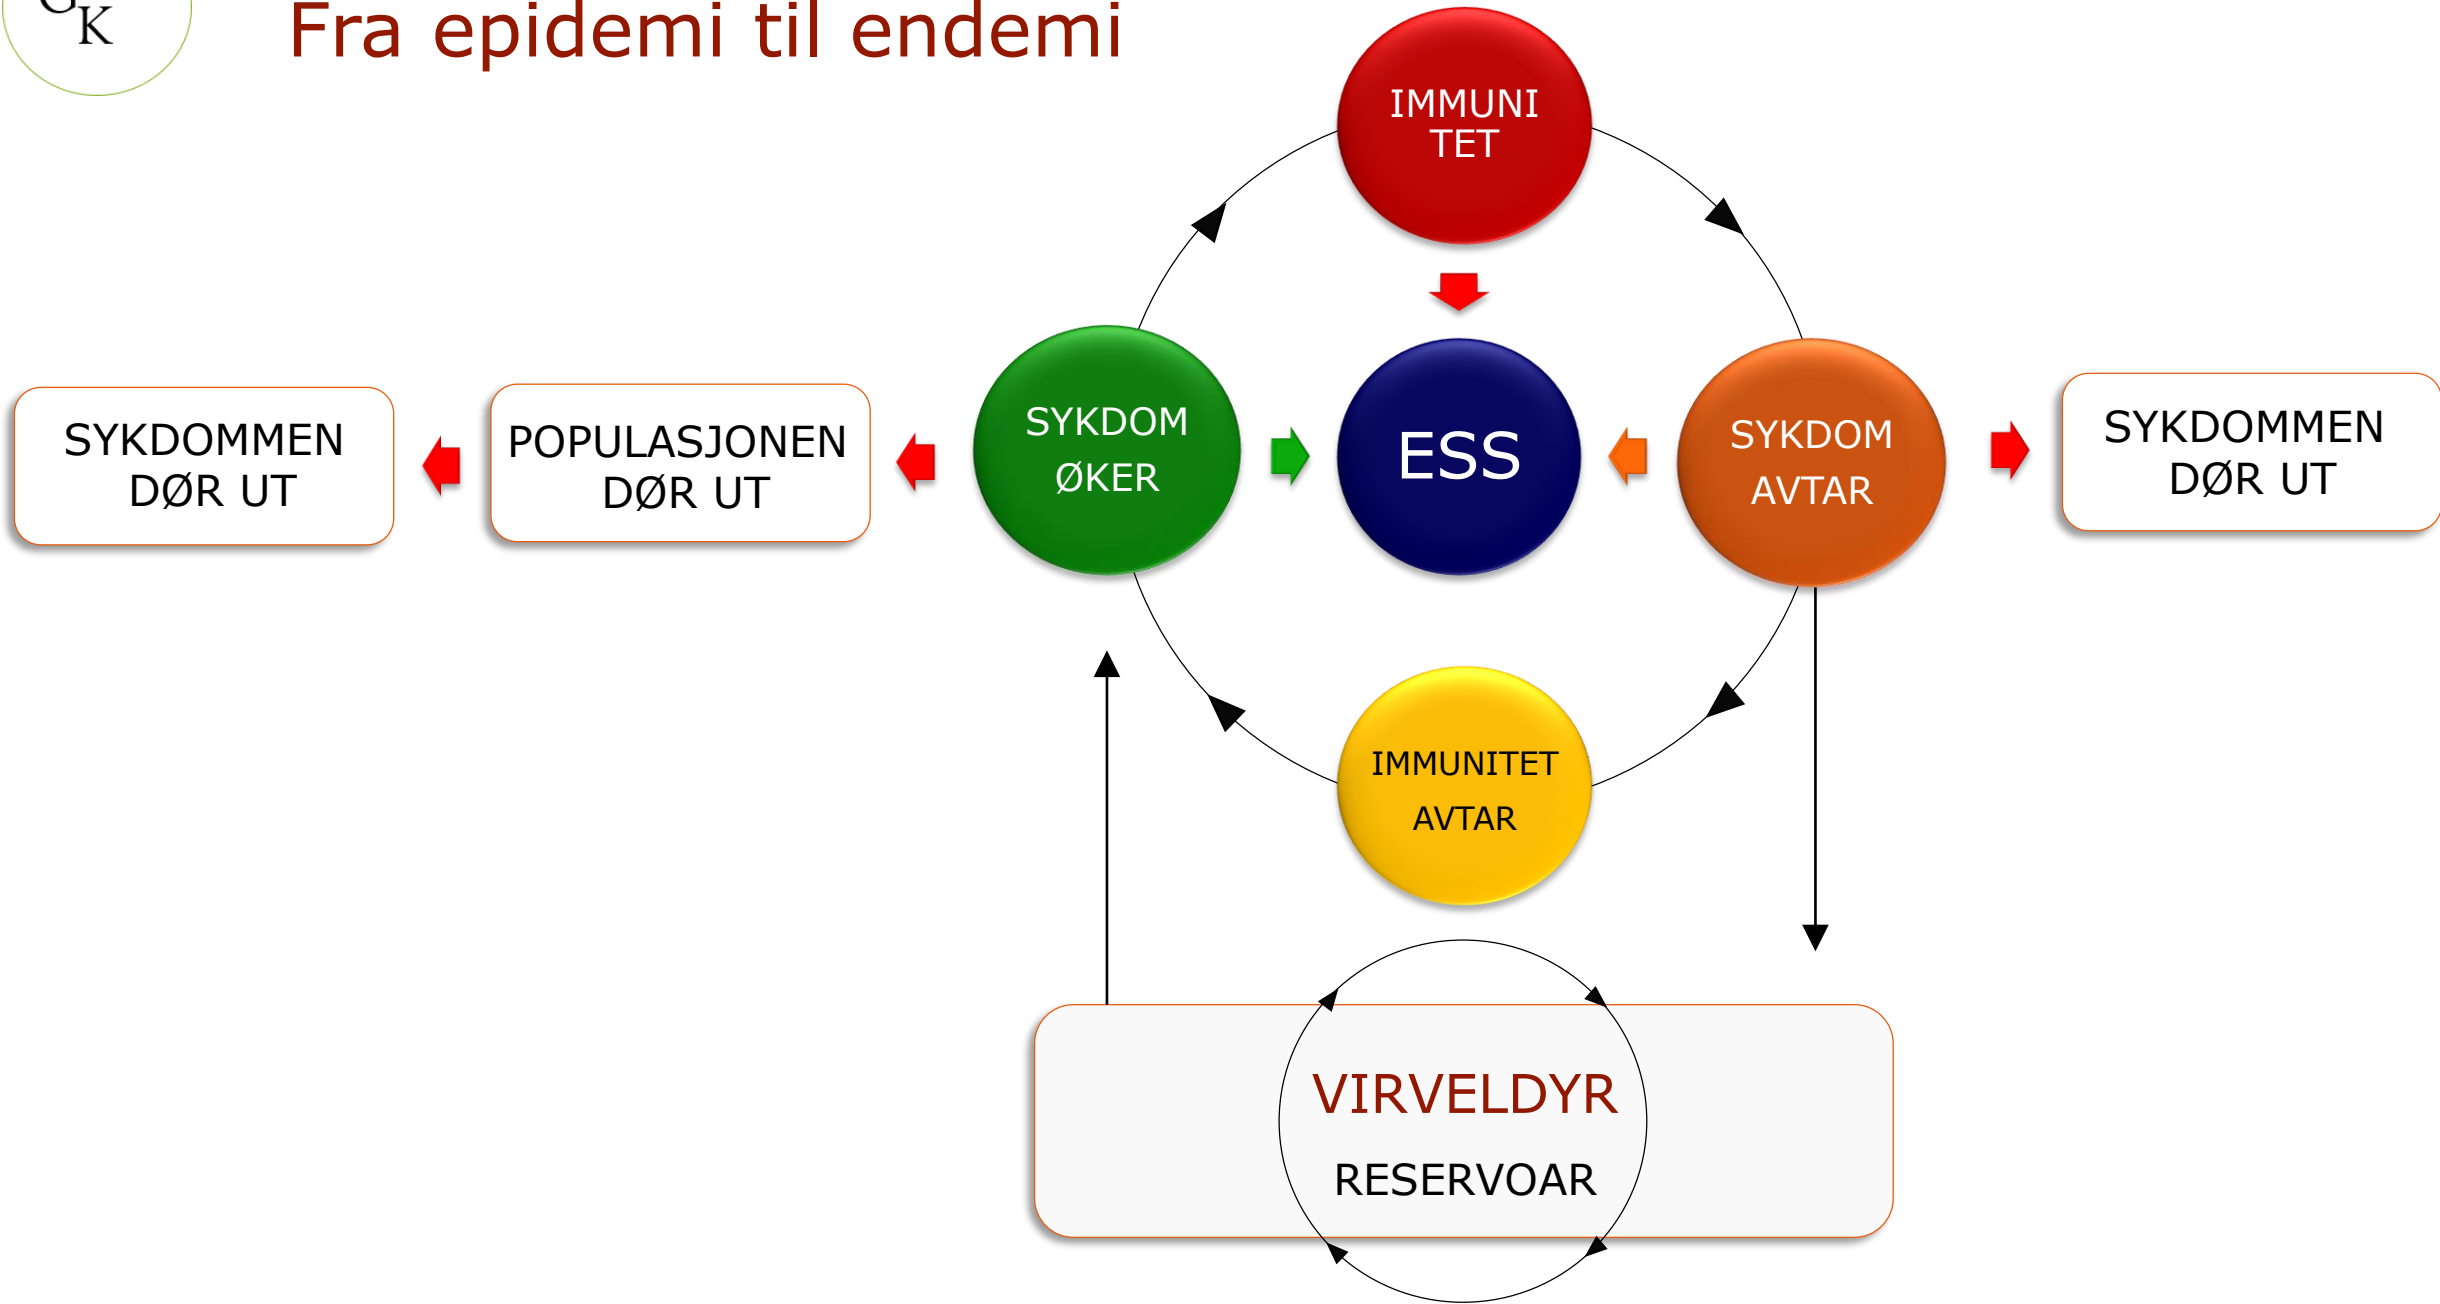 K
Fra epidemi til endemi
IMMUNI
TET
SYKDOMMEN
DØR UT
POPULASJONEN
DØR UT
SYKDOM
ØKER
ESS
SYKDOM
AVTAR
SYKDOMMEN
DØR UT
IMMUNITET
AVTAR
VIRVELDYR
RESERVOAR